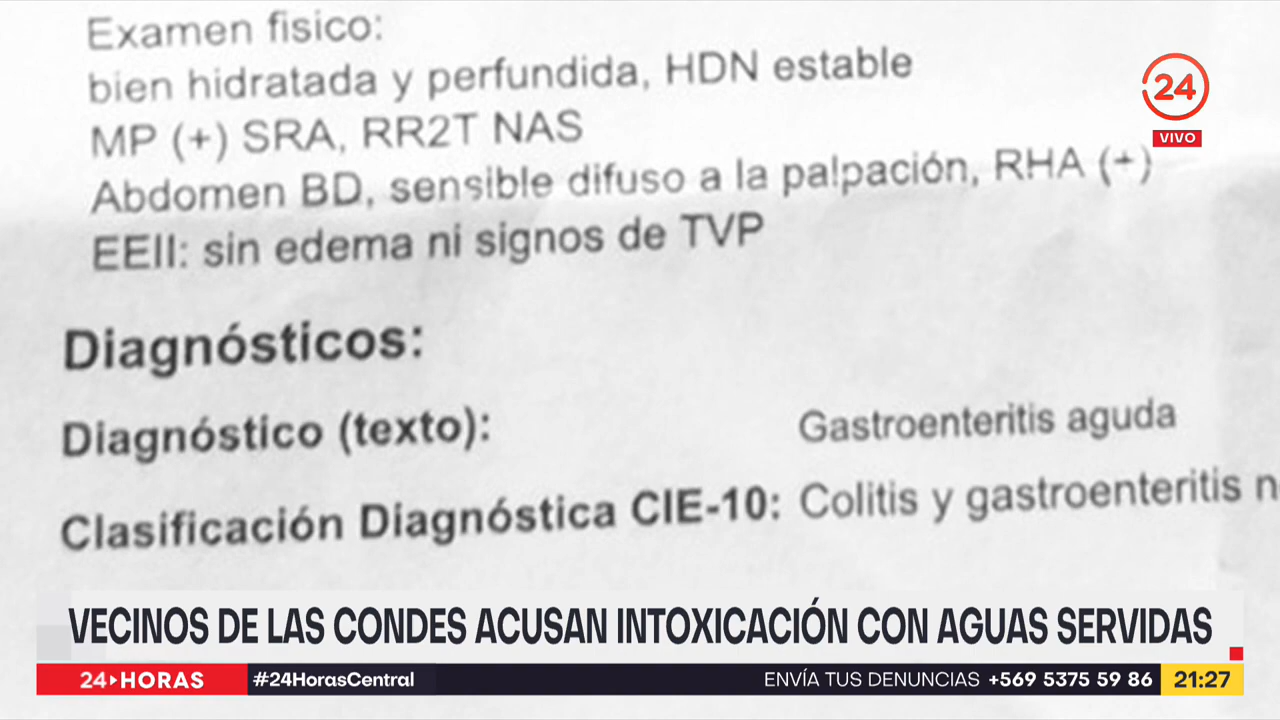 Examen fisico:
bien hidratada y perfundida, HDN estable
MP (+) SRA, RR2T NAS
Abdomen BD, sensible difuso a la palpación, RHA (+)
EEII: sin edema ni signos de TVP
Diagnósticos:
Diagnóstico (texto): Gastroenteritis aguda
Clasificación Diagnóstica CIE-10: Colitis y gastroenteritis n
24
VIVO
VECINOS DE LAS CONDES ACUSAN INTOXICACIÓN CON AGUAS SERVIDAS
24 HORAS #24HorasCentral ENVÍA TUS DENUNCIAS +569 5375 59 86 21:27